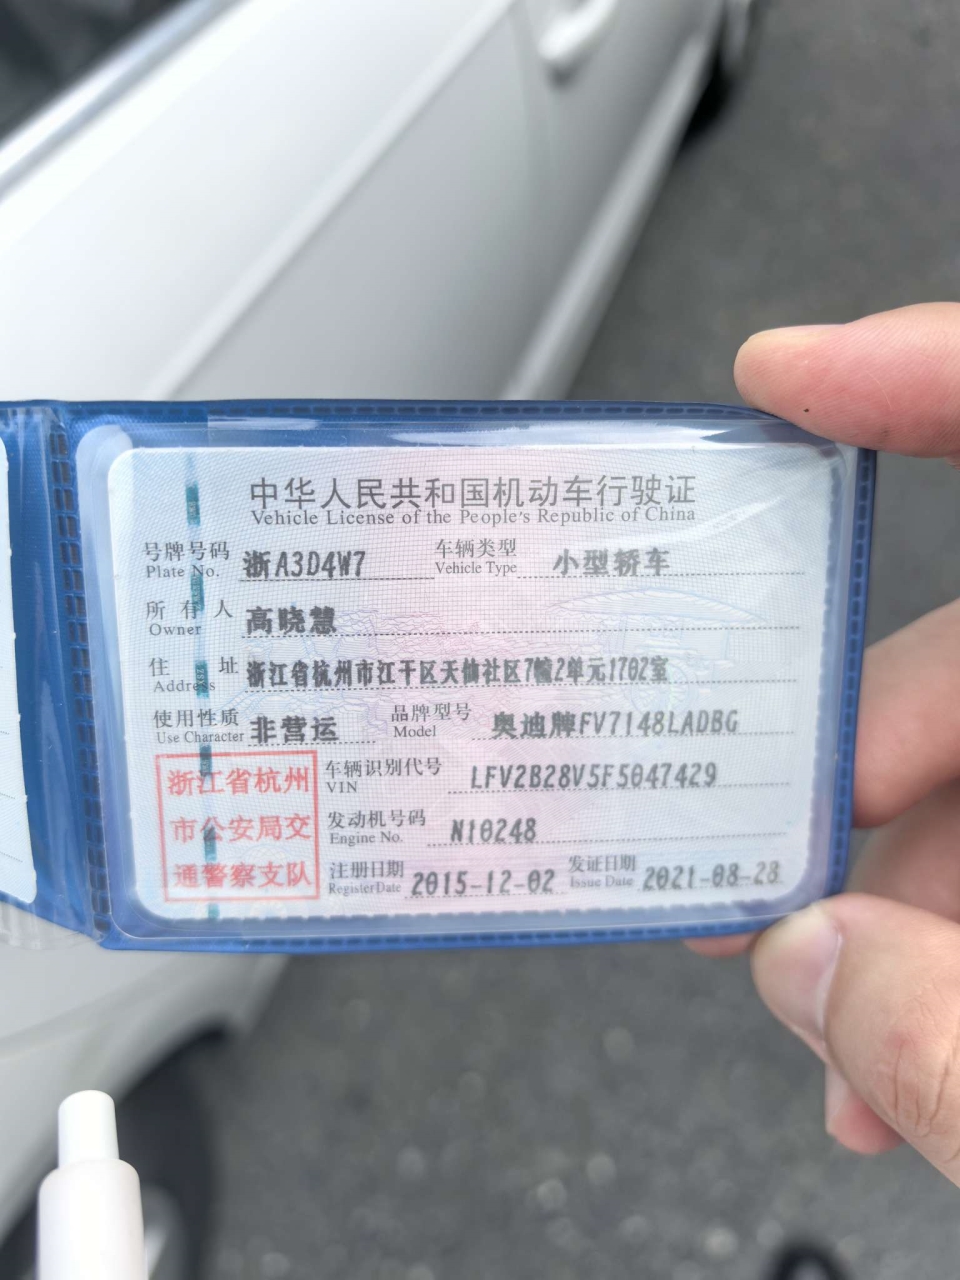 中华人民共和国机动车行驶证
Vehicle License of the People's Republic of China
号牌号码 浙A3D4W7 车辆类型 小型轿车
Plate No. Vehicle Type
所有人 高晓慧
Owner
住址 浙江省杭州市江干区天仙社区7幢2单元1702室
Address
使用性质 非营运 品牌型号 奥迪牌FV7148LADBG
Use Character Model
浙江省杭州
市公安局交
通警察支队
车辆识别代号 LFV2B28V5F5047429
VIN
发动机号码 N10248
Engine No.
注册日期 2015-12-02 发证日期 2021-08-28
Register Date Issue Date